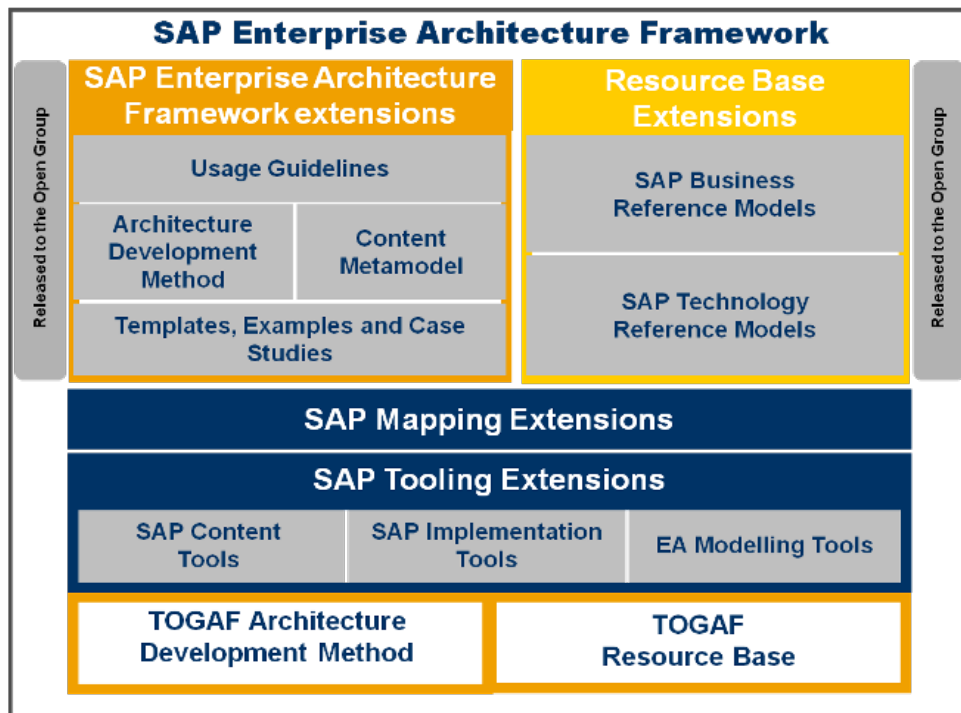 SAP Enterprise Architecture Framework
Released to the Open Group
SAP Enterprise Architecture
Framework extensions
Usage Guidelines
Architecture
Development
Method
Content
Metamodel
Templates, Examples and Case
Studies
Resource Base
Extensions
SAP Business
Reference Models
SAP Technology
Reference Models
Released to the Open Group
SAP Mapping Extensions
SAP Tooling Extensions
SAP Content
Tools
SAP Implementation
Tools
EA Modelling Tools
TOGAF Architecture
Development Method
TOGAF
Resource Base